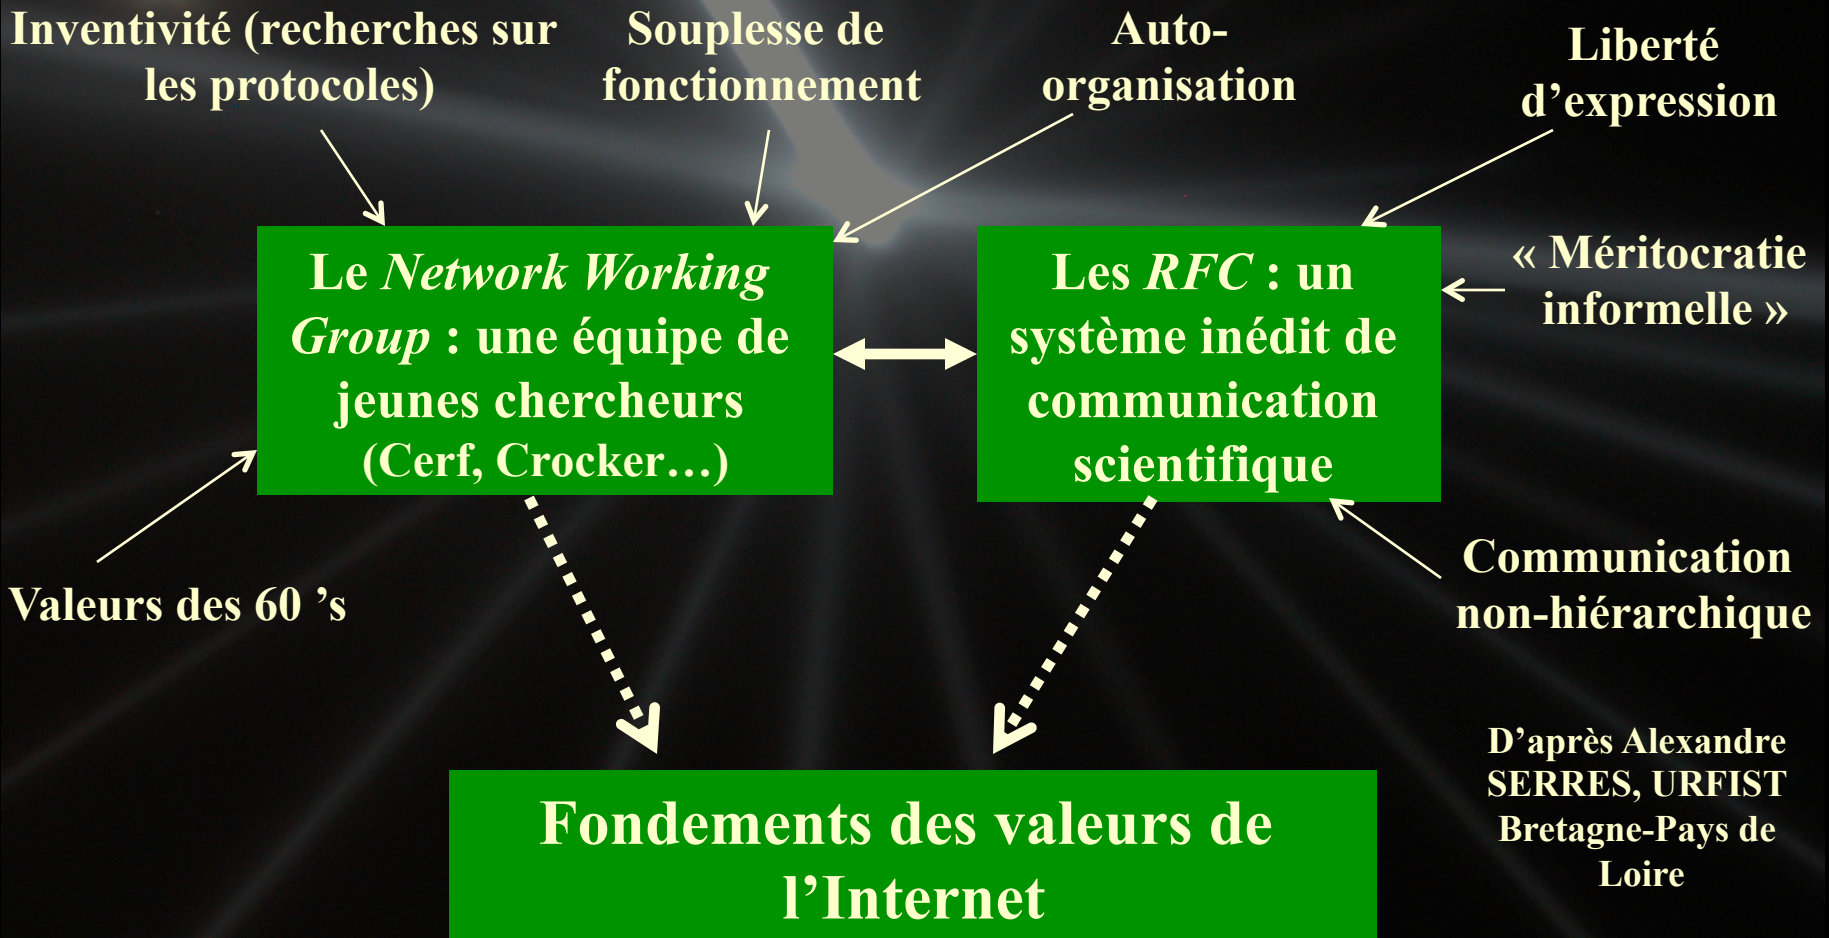 Inventivité (recherches sur
les protocoles)
Souplesse de
fonctionnement
Auto-
organisation
Liberté
d’expression
Le Network Working
Group : une équipe de
jeunes chercheurs
(Cerf, Crocker…)
Les RFC : un
système inédit de
communication
scientifique
« Méritocratie
informelle »
Valeurs des 60 ’s
Communication
non-hiérarchique
Fondements des valeurs de
l’Internet
D’après Alexandre
SERRES, URFIST
Bretagne-Pays de
Loire